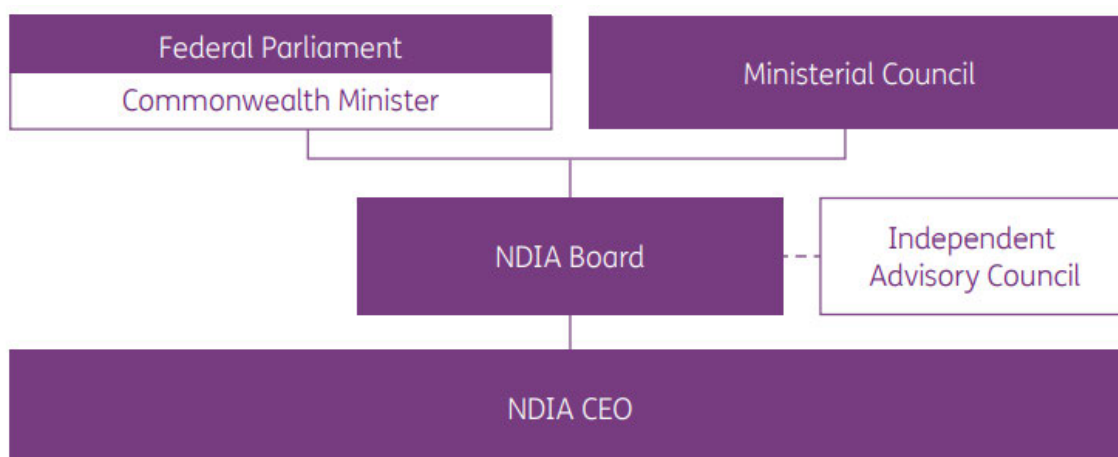 Federal Parliament
Commonwealth Minister
Ministerial Council
NDIA Board
Independent
Advisory Council
NDIA CEO